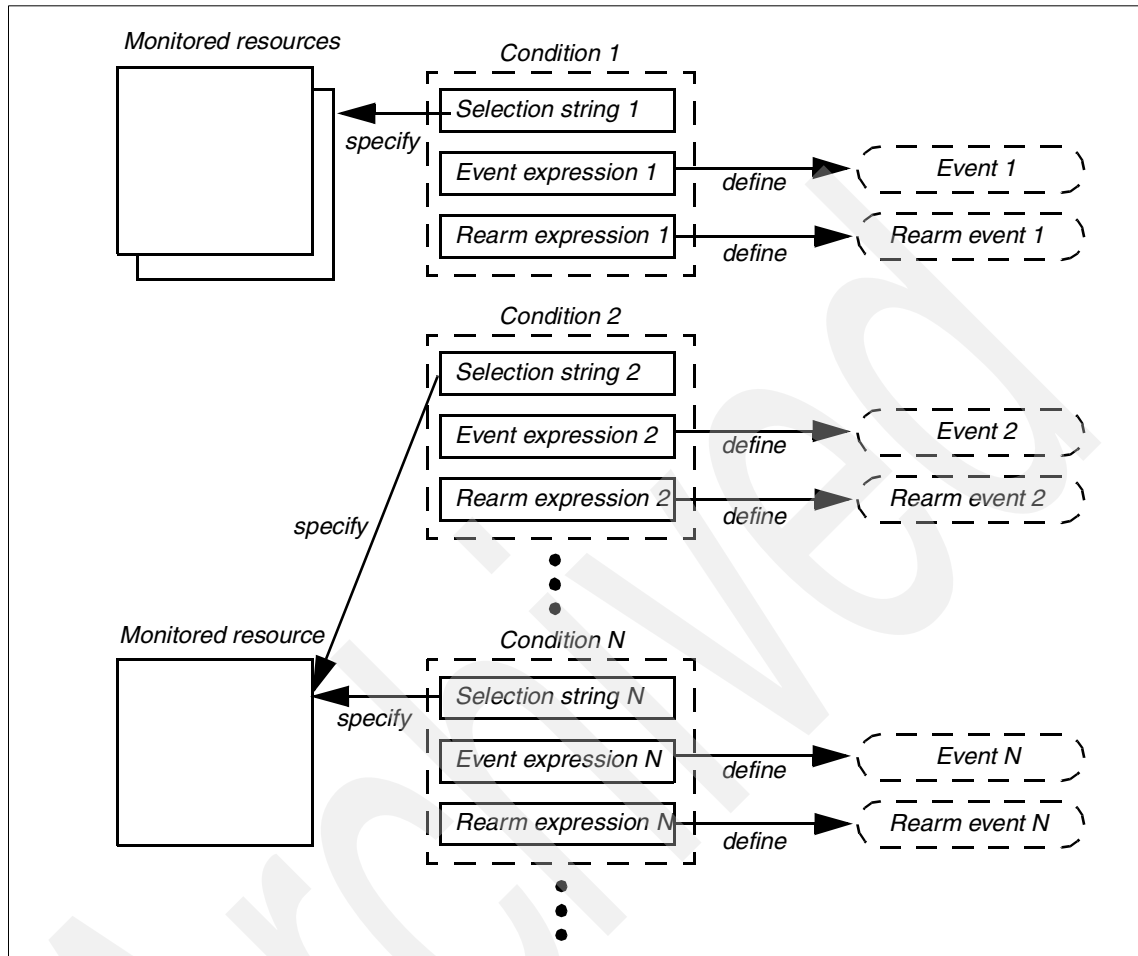 Monitored resources
Condition 1
Selection string 1
specify
Event expression 1
define
Event 1
Rearm expression 1
define
Rearm event 1
Condition 2
Selection string 2
Event expression 2
define
Event 2
Rearm expression 2
define
Rearm event 2
specify
Monitored resource
Condition N
Selection string N
specify
Event expression N
define
Event N
Rearm expression N
define
Rearm event N
Archived